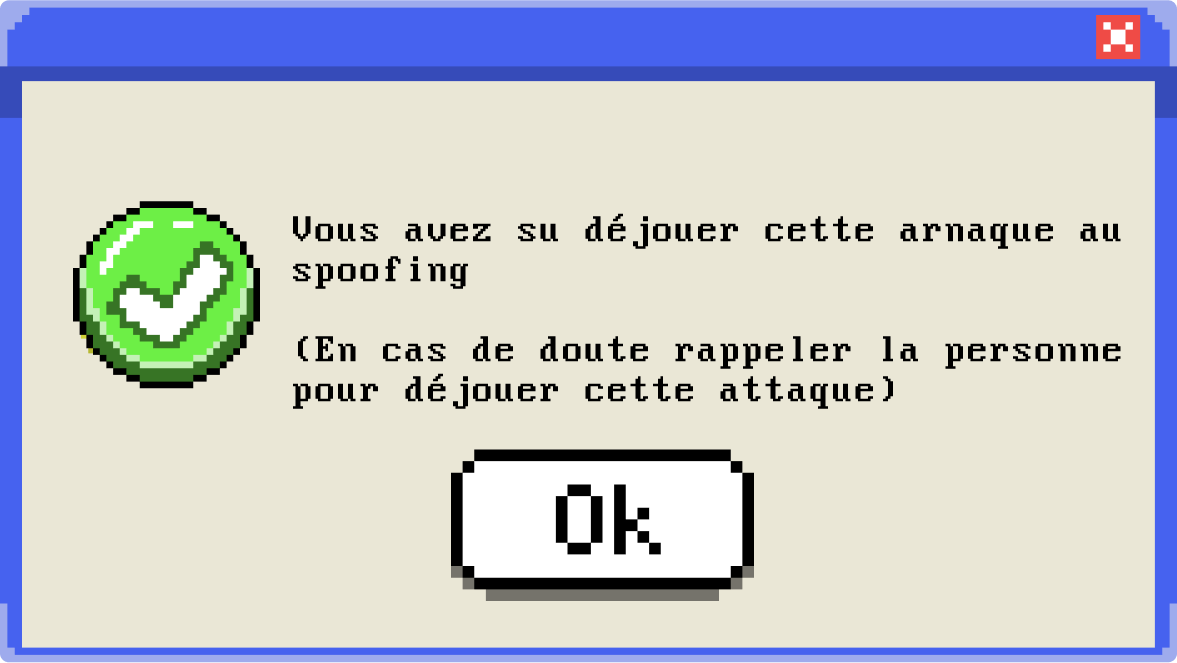 Vous avez su déjouer cette arnaque au
spoofing
(En cas de doute rappeler la personne
pour déjouer cette attaque)
Ok